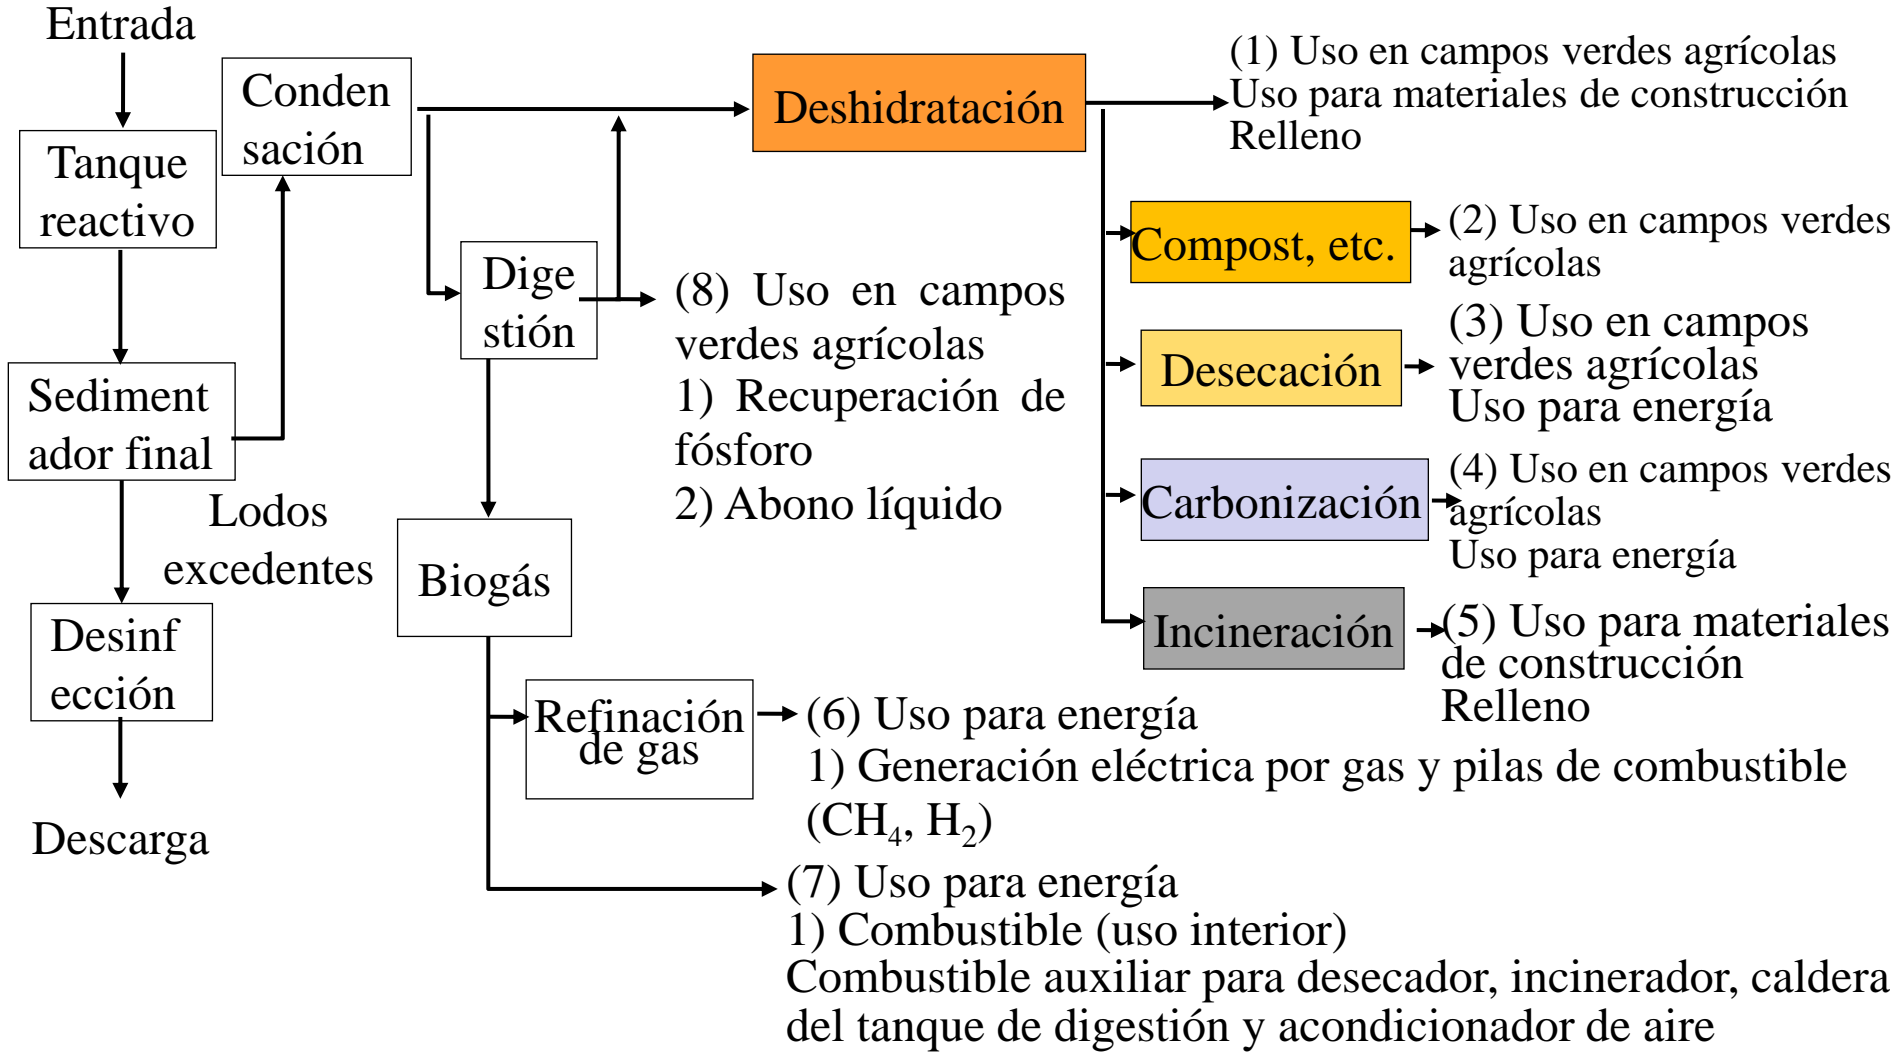 Entrada
Tanque
reactivo
Sediment
ador final
Desinf
ección
Descarga
Lodos
excedentes
Conden
sación
Dige
stión
Biogás
Refinación
de gas
Deshidratación
(1) Uso en campos verdes agrícolas
Uso para materiales de construcción
Relleno
Compost, etc.
(2) Uso en campos verdes
agrícolas
Desecación
(3) Uso en campos
verdes agrícolas
Uso para energía
Carbonización
(4) Uso en campos verdes
agrícolas
Uso para energía
Incineración
(5) Uso para materiales
de construcción
Relleno
(8) Uso en campos
verdes agrícolas
1) Recuperación de
fósforo
2) Abono líquido
(6) Uso para energía
1) Generación eléctrica por gas y pilas de combustible
(CH₄, H₂)
(7) Uso para energía
1) Combustible (uso interior)
Combustible auxiliar para desecador, incinerador, caldera
del tanque de digestión y acondicionador de aire